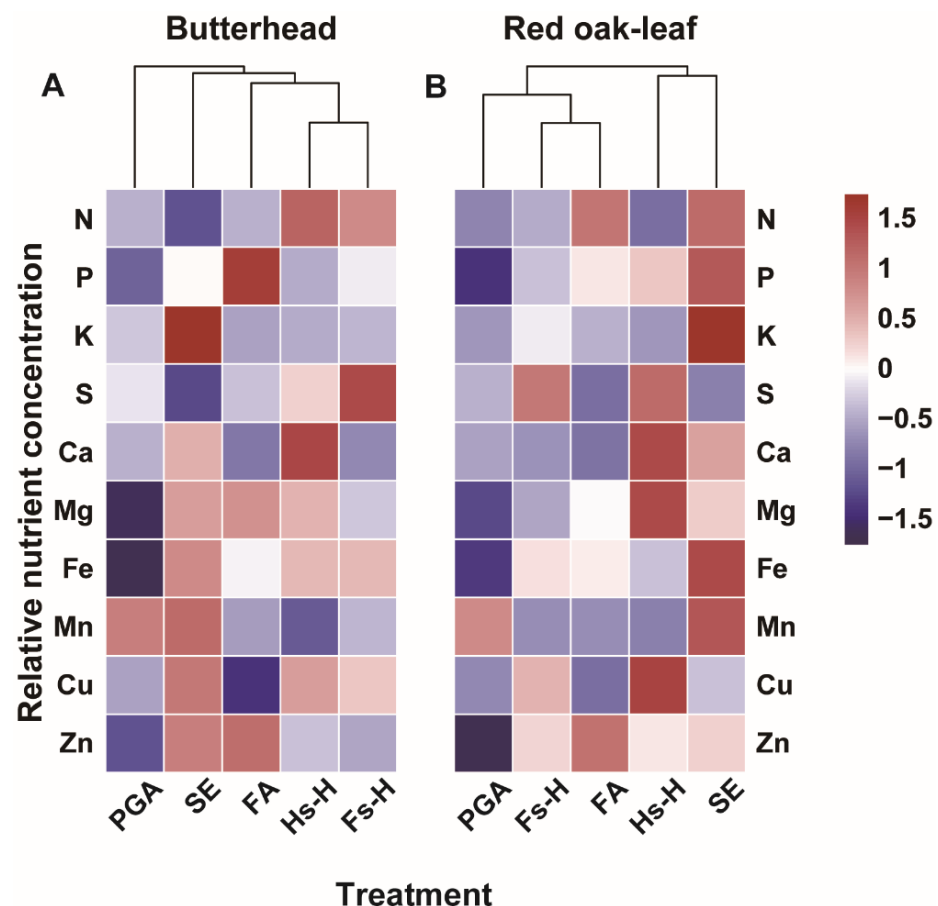 Butterhead
Red oak-leaf
A
B
Relative nutrient concentration
N
P
K
S
Ca
Mg
Fe
Mn
Cu
Zn
N
P
K
S
Ca
Mg
Fe
Mn
Cu
Zn
1.5
1
0.5
0
−0.5
−1
−1.5
PGA
SE
FA
Hs-H
Fs-H
PGA
Fs-H
FA
Hs-H
SE
Treatment